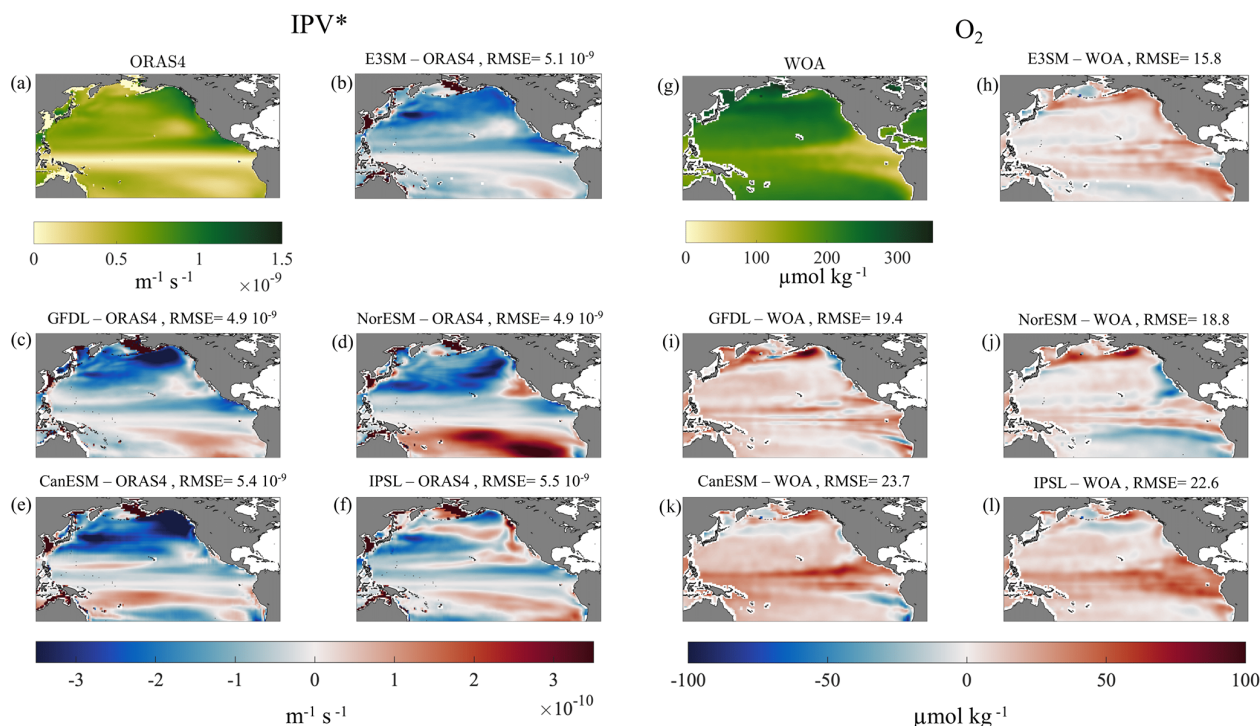 IPV*
O₂
ORAS4
(a)
E3SM – ORAS4 , RMSE= 5.1 10⁻⁹
(b)
WOA
(g)
E3SM – WOA , RMSE= 15.8
(h)
0 0.5 1 1.5
m⁻¹ s⁻¹
×10⁻⁹
0 100 200 300
µmol kg⁻¹
GFDL – ORAS4 , RMSE= 4.9 10⁻⁹
(c)
NorESM – ORAS4 , RMSE= 4.9 10⁻⁹
(d)
GFDL – WOA , RMSE= 19.4
(i)
NorESM – WOA , RMSE= 18.8
(j)
CanESM – ORAS4 , RMSE= 5.4 10⁻⁹
(e)
IPSL – ORAS4 , RMSE= 5.5 10⁻⁹
(f)
CanESM – WOA , RMSE= 23.7
(k)
IPSL – WOA , RMSE= 22.6
(l)
-3 -2 -1 0 1 2 3
×10⁻¹⁰
m⁻¹ s⁻¹
-100 -50 0 50 100
µmol kg⁻¹